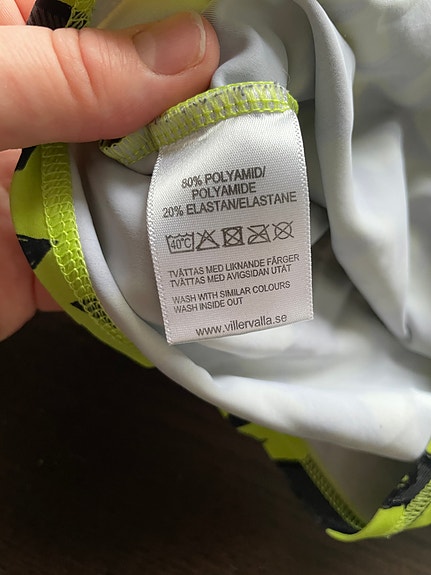 80% POLYAMID/
POLYAMIDE
20% ELASTAN/ELASTANE
40°C
TVÄTTAS MED LIKNANDE FÄRGER
TVÄTTAS MED AVIGSIDAN UTÅT
WASH WITH SIMILAR COLOURS
WASH INSIDE OUT
www.villervalla.se